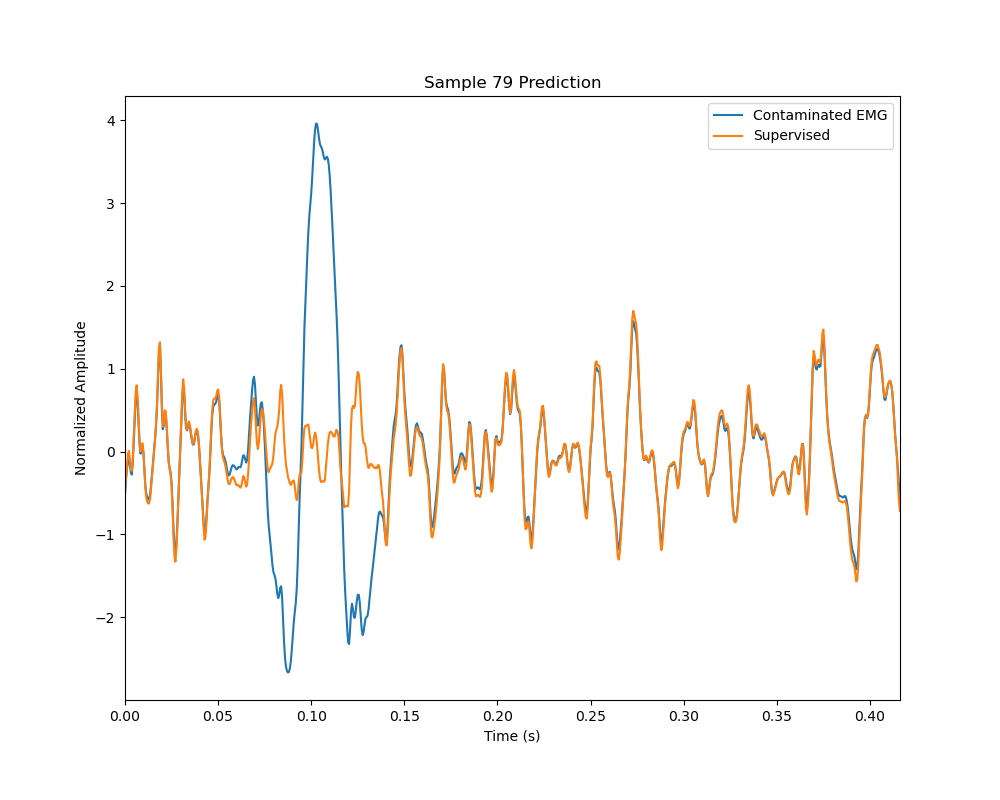 Sample 79 Prediction
Contaminated EMG
Supervised
Normalized Amplitude
4
3
2
1
0
−1
−2
0.00 0.05 0.10 0.15 0.20 0.25 0.30 0.35 0.40
Time (s)